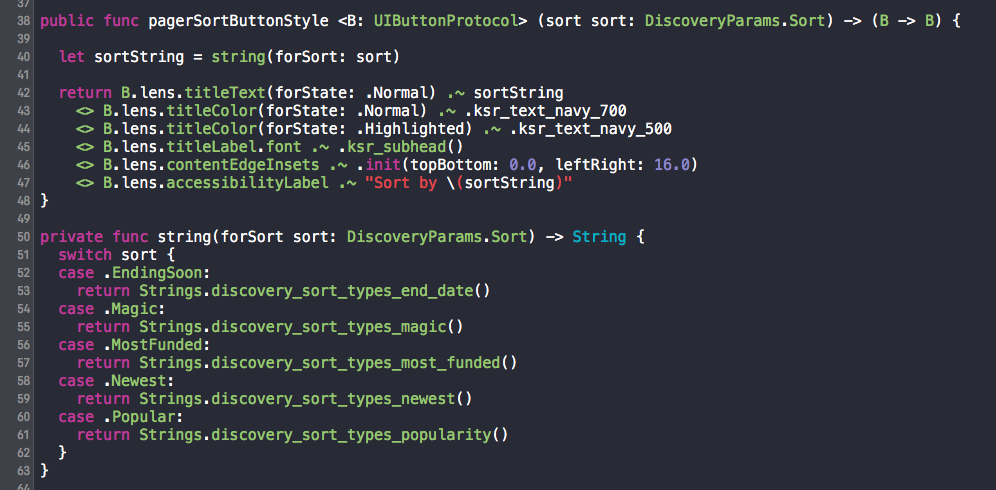 37
38 public func pagerSortButtonStyle <B: UIButtonProtocol> (sort sort: DiscoveryParams.Sort) -> (B -> B) {
39
40   let sortString = string(forSort: sort)
41
42   return B.lens.titleText(forState: .Normal) .~ sortString
43     <> B.lens.titleColor(forState: .Normal) .~ .ksr_text_navy_700
44     <> B.lens.titleColor(forState: .Highlighted) .~ .ksr_text_navy_500
45     <> B.lens.titleLabel.font .~ .ksr_subhead()
46     <> B.lens.contentEdgeInsets .~ .init(topBottom: 0.0, leftRight: 16.0)
47     <> B.lens.accessibilityLabel .~ "Sort by \(sortString)"
48 }
49
50 private func string(forSort sort: DiscoveryParams.Sort) -> String {
51   switch sort {
52   case .EndingSoon:
53     return Strings.discovery_sort_types_end_date()
54   case .Magic:
55     return Strings.discovery_sort_types_magic()
56   case .MostFunded:
57     return Strings.discovery_sort_types_most_funded()
58   case .Newest:
59     return Strings.discovery_sort_types_newest()
60   case .Popular:
61     return Strings.discovery_sort_types_popularity()
62   }
63 }
64